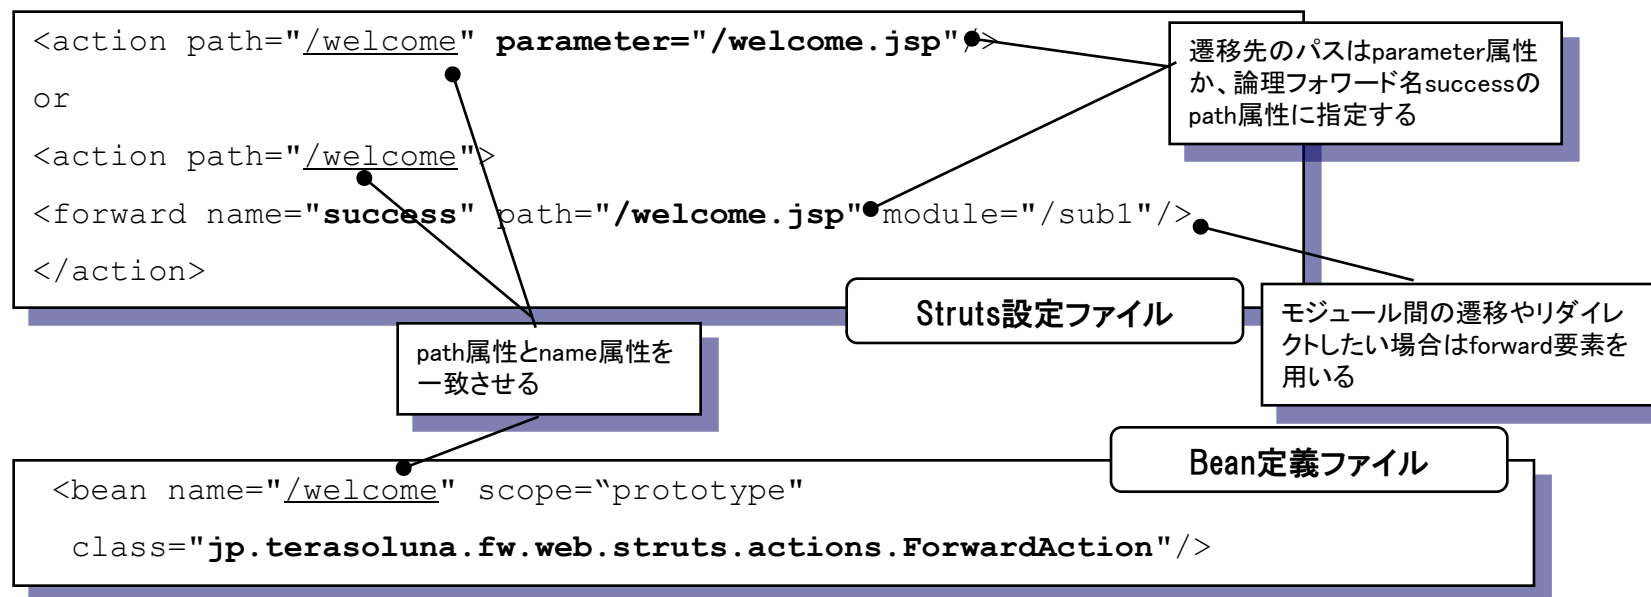 <action path="/welcome" parameter="/welcome.jsp"/>
or
<action path="/welcome">
<forward name="success" path="/welcome.jsp" module="/sub1"/>
</action>
遷移先のパスはparameter属性
か、論理フォワード名successの
path属性に指定する
Struts設定ファイル
モジュール間の遷移やリダイレ
クトしたい場合はforward要素を
用いる
path属性とname属性を
一致させる
Bean定義ファイル
<bean name="/welcome" scope=“prototype"
class="jp.terasoluna.fw.web.struts.actions.ForwardAction"/>